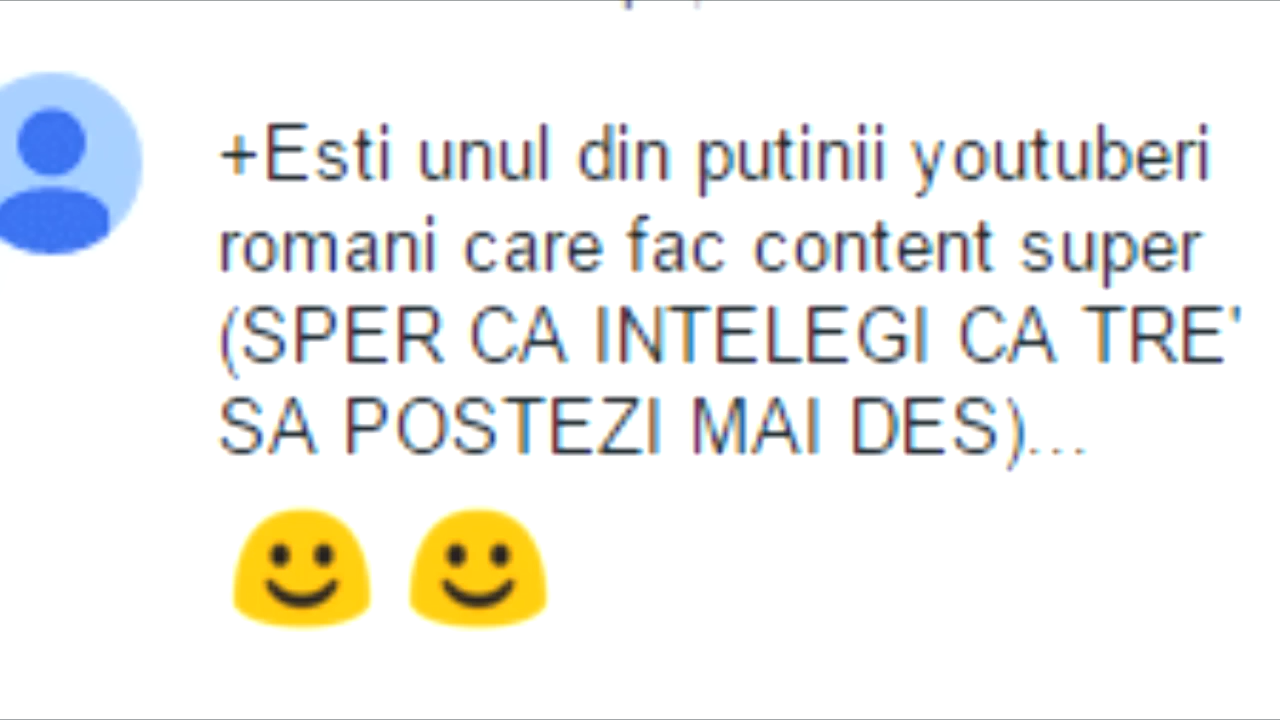 +Esti unul din putinii youtuberi
romani care fac content super
(SPER CA INTELEGI CA TRE'
SA POSTEZI MAI DES)...